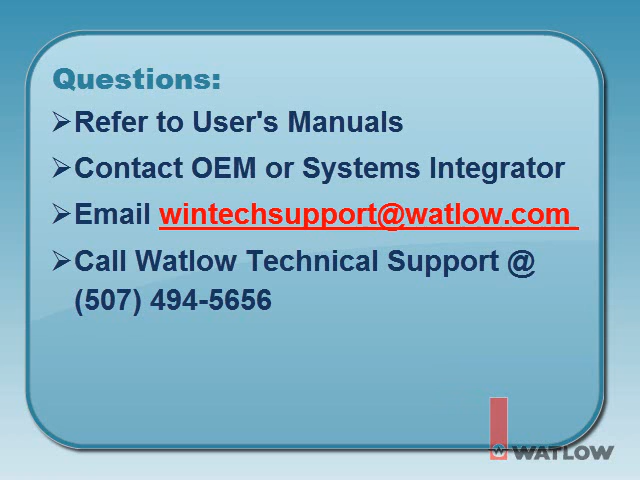 Questions:
➢Refer to User's Manuals
➢Contact OEM or Systems Integrator
➢Email wintechsupport@watlow.com
➢Call Watlow Technical Support @
(507) 494-5656
WATLOW